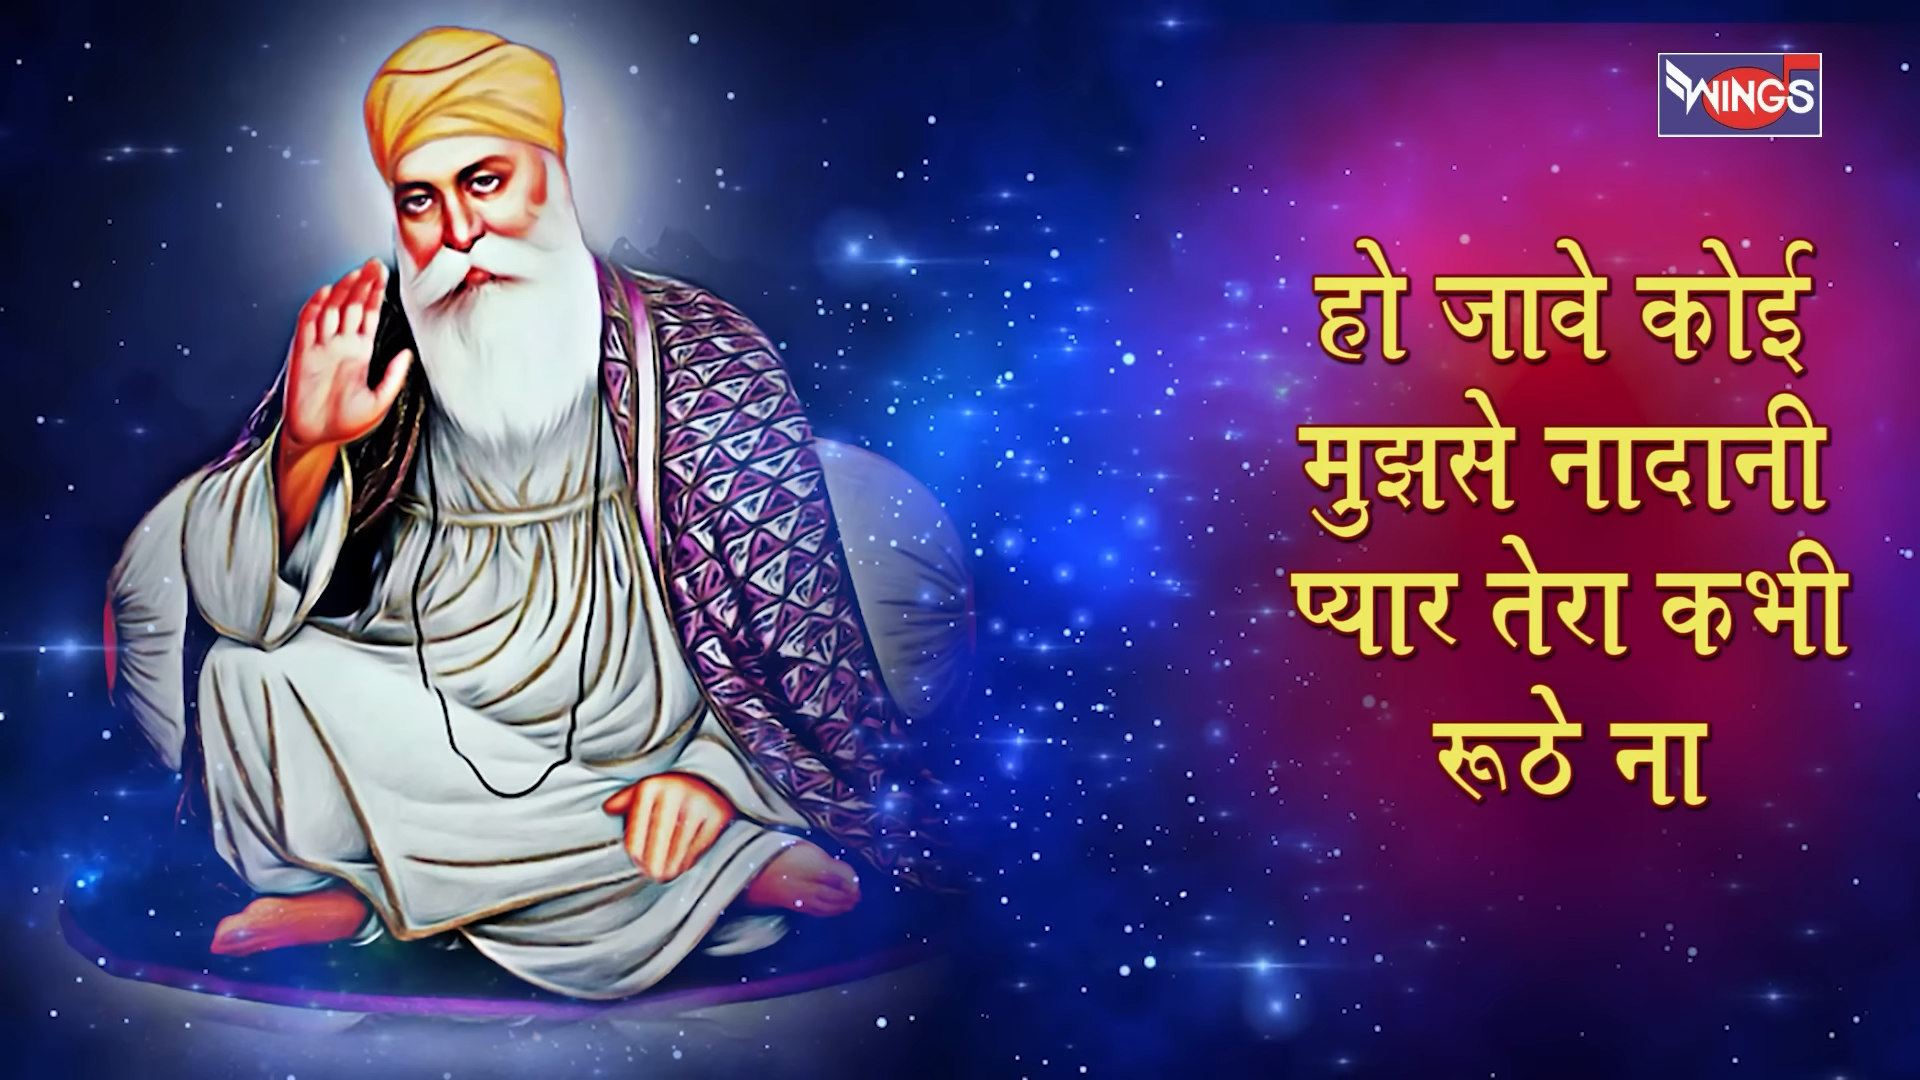 WINGS
हो जावे कोई
मुझसे नादानी
प्यार तेरा कभी
रूठे ना